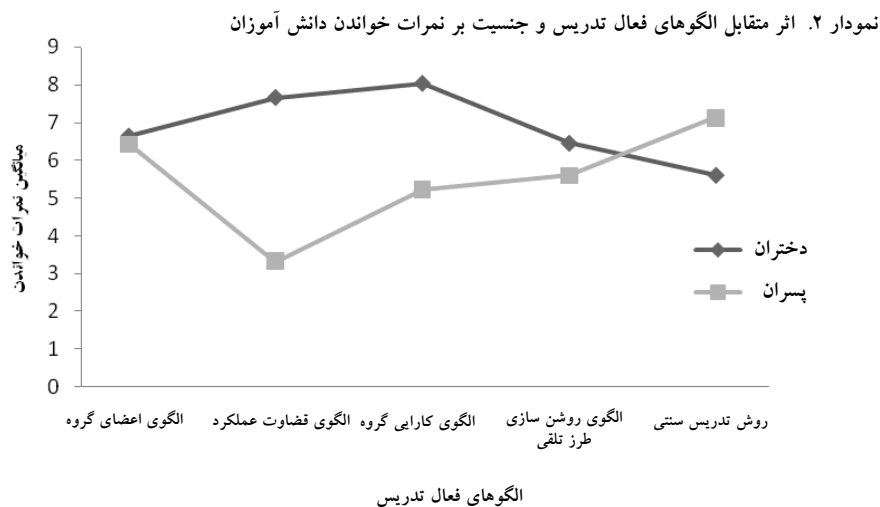 نمودار ۲. اثر متقابل الگوهای فعال تدریس و جنسیت بر نمرات خواندن دانش آموزان
9
8
7
6
5
4
3
2
1
0
میانگین نمرات خواندن
دختران
پسران
الگوی اعضای گروه
الگوی قضاوت عملکرد
الگوی کارایی گروه
الگوی روشن سازی
طرز تلقی
روش تدریس سنتی
الگوهای فعال تدریس